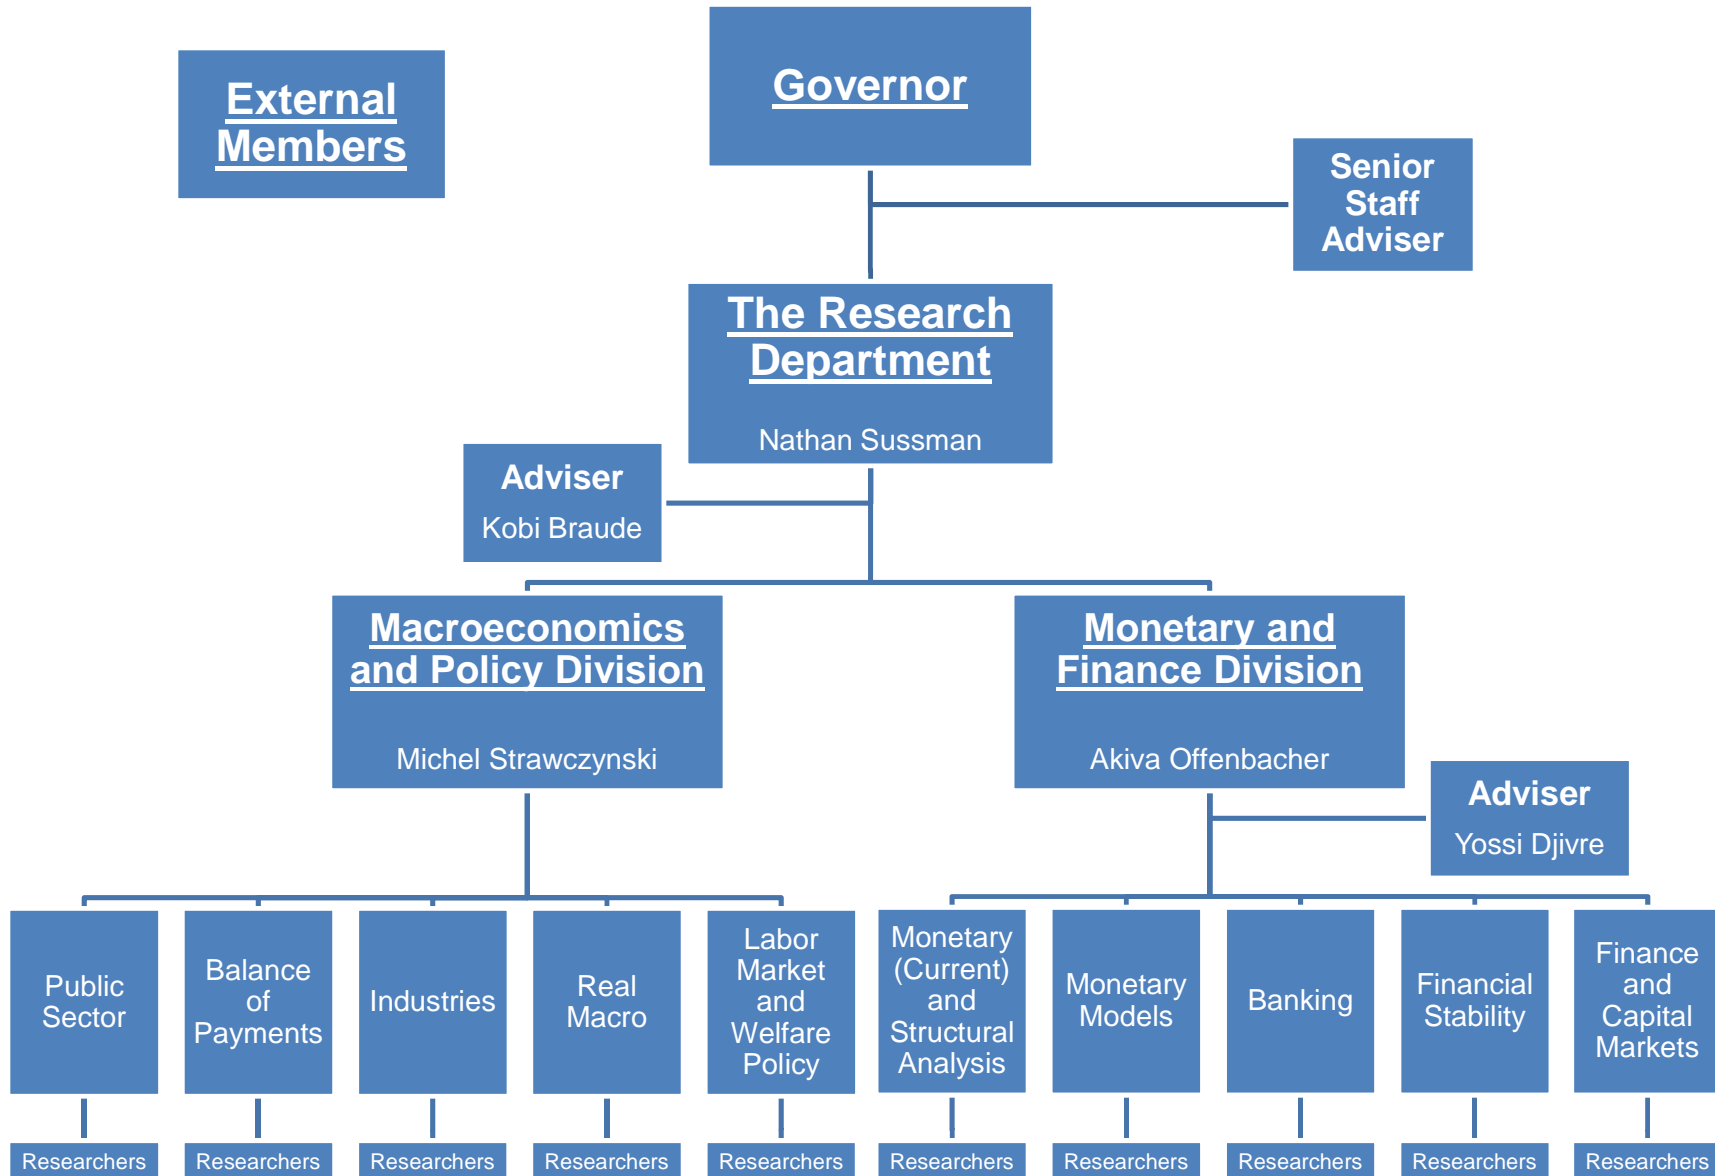 External
Members
Governor
Senior
Staff
Adviser
The Research
Department
Nathan Sussman
Adviser
Kobi Braude
Macroeconomics
and Policy Division
Michel Strawczynski
Monetary and
Finance Division
Akiva Offenbacher
Adviser
Yossi Djivre
Public
Sector
Balance
of
Payments
Industries
Real
Macro
Labor
Market
and
Welfare
Policy
Monetary
(Current)
and
Structural
Analysis
Monetary
Models
Banking
Financial
Stability
Finance
and
Capital
Markets
Researchers
Researchers
Researchers
Researchers
Researchers
Researchers
Researchers
Researchers
Researchers
Researchers